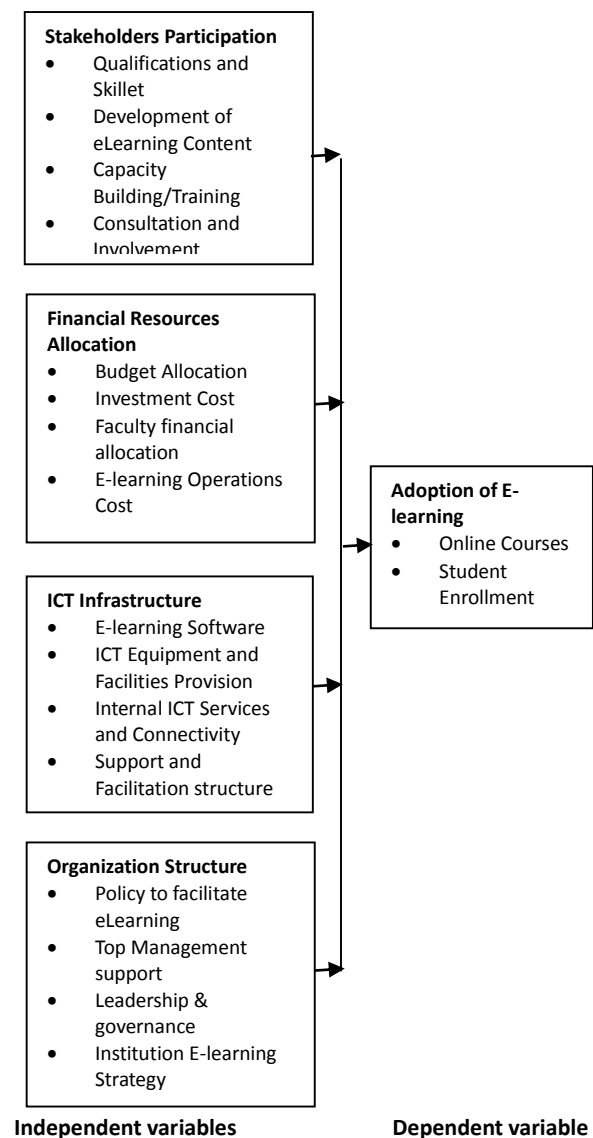 Stakeholders Participation
• Qualifications and
Skillet
• Development of
eLearning Content
• Capacity
Building/Training
• Consultation and
Involvement
Financial Resources
Allocation
• Budget Allocation
• Investment Cost
• Faculty financial
allocation
• E-learning Operations
Cost
ICT Infrastructure
• E-learning Software
• ICT Equipment and
Facilities Provision
• Internal ICT Services
and Connectivity
• Support and
Facilitation structure
Organization Structure
• Policy to facilitate
eLearning
• Top Management
support
• Leadership &
governance
• Institution E-learning
Strategy
Adoption of E-
learning
• Online Courses
• Student
Enrollment
Independent variables
Dependent variable